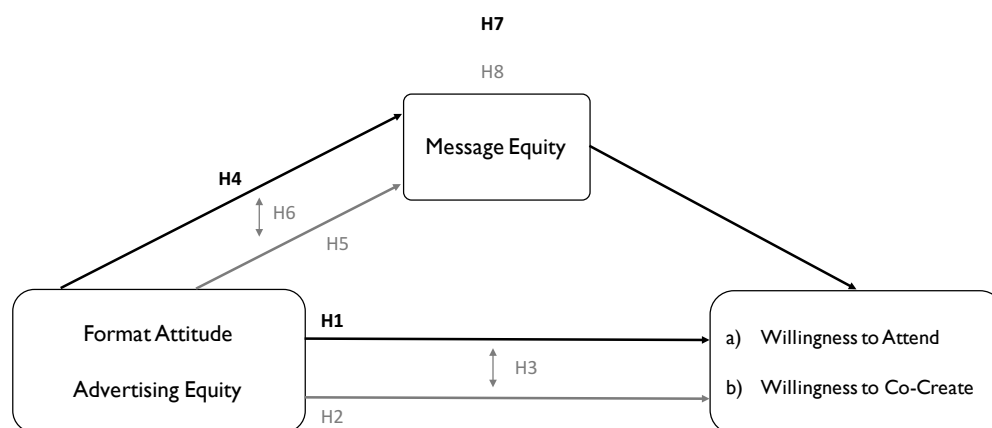 H7
H8
Message Equity
H4
H6
H5
Format Attitude
Advertising Equity
H1
H3
H2
a) Willingness to Attend
b) Willingness to Co-Create